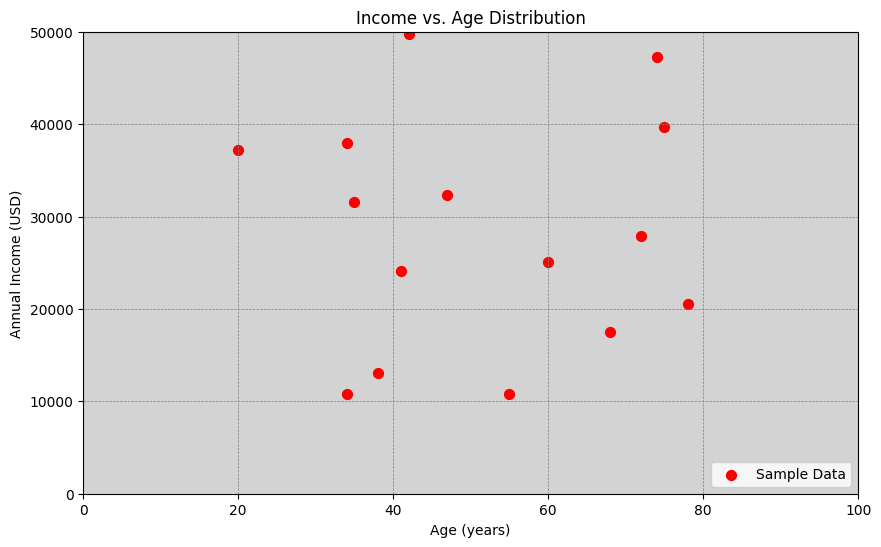 Income vs. Age Distribution
Annual Income (USD)
50000
40000
30000
20000
10000
0
0 20 40 60 80 100
Age (years)
Sample Data